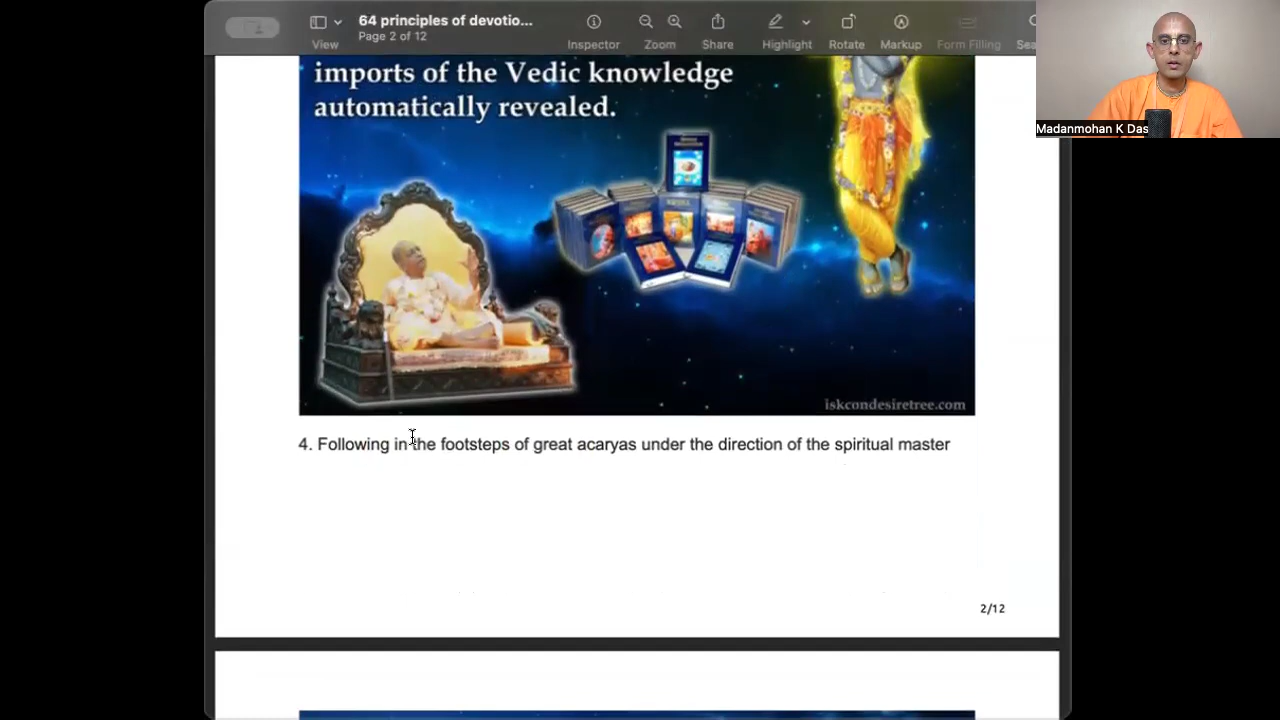 64 principles of devotio...
Page 2 of 12
View
Inspector
Zoom
Share
Highlight
Rotate
Markup
Form Filling
Sea
Madanmohan K Das
imports of the Vedic knowledge
automatically revealed.
iskcondesiretree.com
4. Following in the footsteps of great acaryas under the direction of the spiritual master
2/12